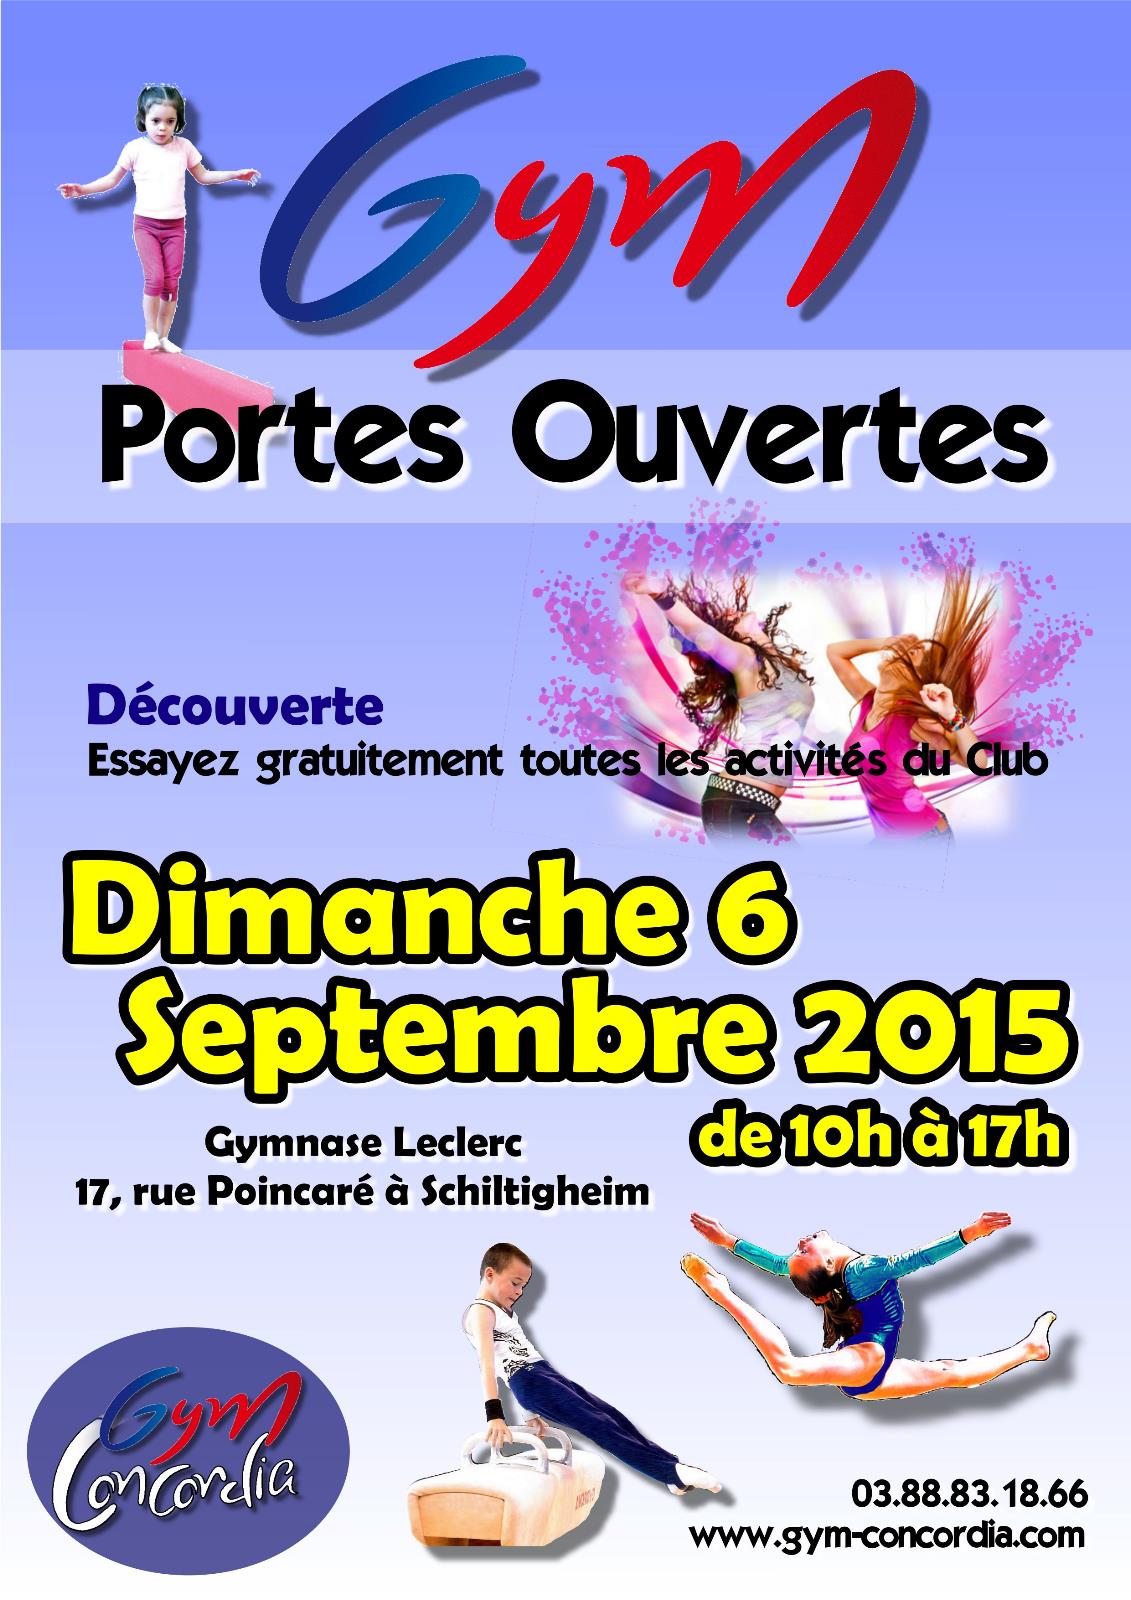 Gym
Portes Ouvertes
Découverte
Essayez gratuitement toutes les activités du Club
Dimanche 6
Septembre 2015
de 10h à 17h
Gymnase Leclerc
17, rue Poincaré à Schiltigheim
Gym
Concordia
03.88.83.18.66
www.gym-concordia.com